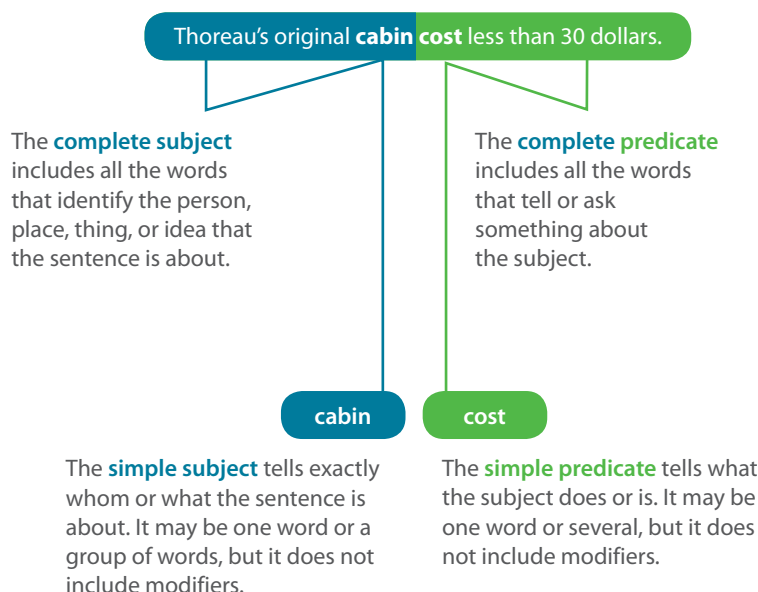 Thoreau’s original cabin cost less than 30 dollars.
The complete subject
includes all the words
that identify the person,
place, thing, or idea that
the sentence is about.
The complete predicate
includes all the words
that tell or ask
something about
the subject.
cabin
cost
The simple subject tells exactly
whom or what the sentence is
about. It may be one word or a
group of words, but it does not
include modifiers.
The simple predicate tells what
the subject does or is. It may be
one word or several, but it does
not include modifiers.